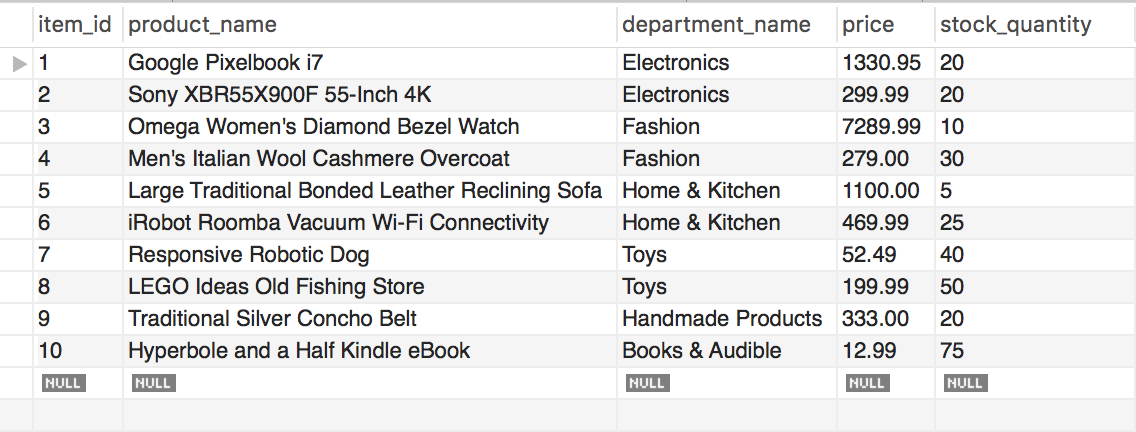 item_id product_name department_name price stock_quantity
1 Google Pixelbook i7 Electronics 1330.95 20
2 Sony XBR55X900F 55-Inch 4K Electronics 299.99 20
3 Omega Women's Diamond Bezel Watch Fashion 7289.99 10
4 Men's Italian Wool Cashmere Overcoat Fashion 279.00 30
5 Large Traditional Bonded Leather Reclining Sofa Home & Kitchen 1100.00 5
6 iRobot Roomba Vacuum Wi-Fi Connectivity Home & Kitchen 469.99 25
7 Responsive Robotic Dog Toys 52.49 40
8 LEGO Ideas Old Fishing Store Toys 199.99 50
9 Traditional Silver Concho Belt Handmade Products 333.00 20
10 Hyperbole and a Half Kindle eBook Books & Audible 12.99 75
NULL NULL NULL NULL NULL